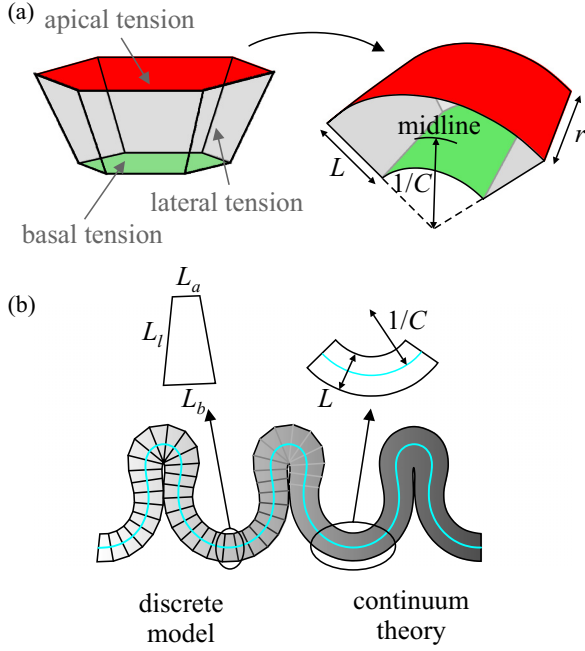 (a)
apical tension
lateral tension
basal tension
midline
L
1/C
r
(b)
L_a
L_l
L_b
1/C
L
discrete
model
continuum
theory